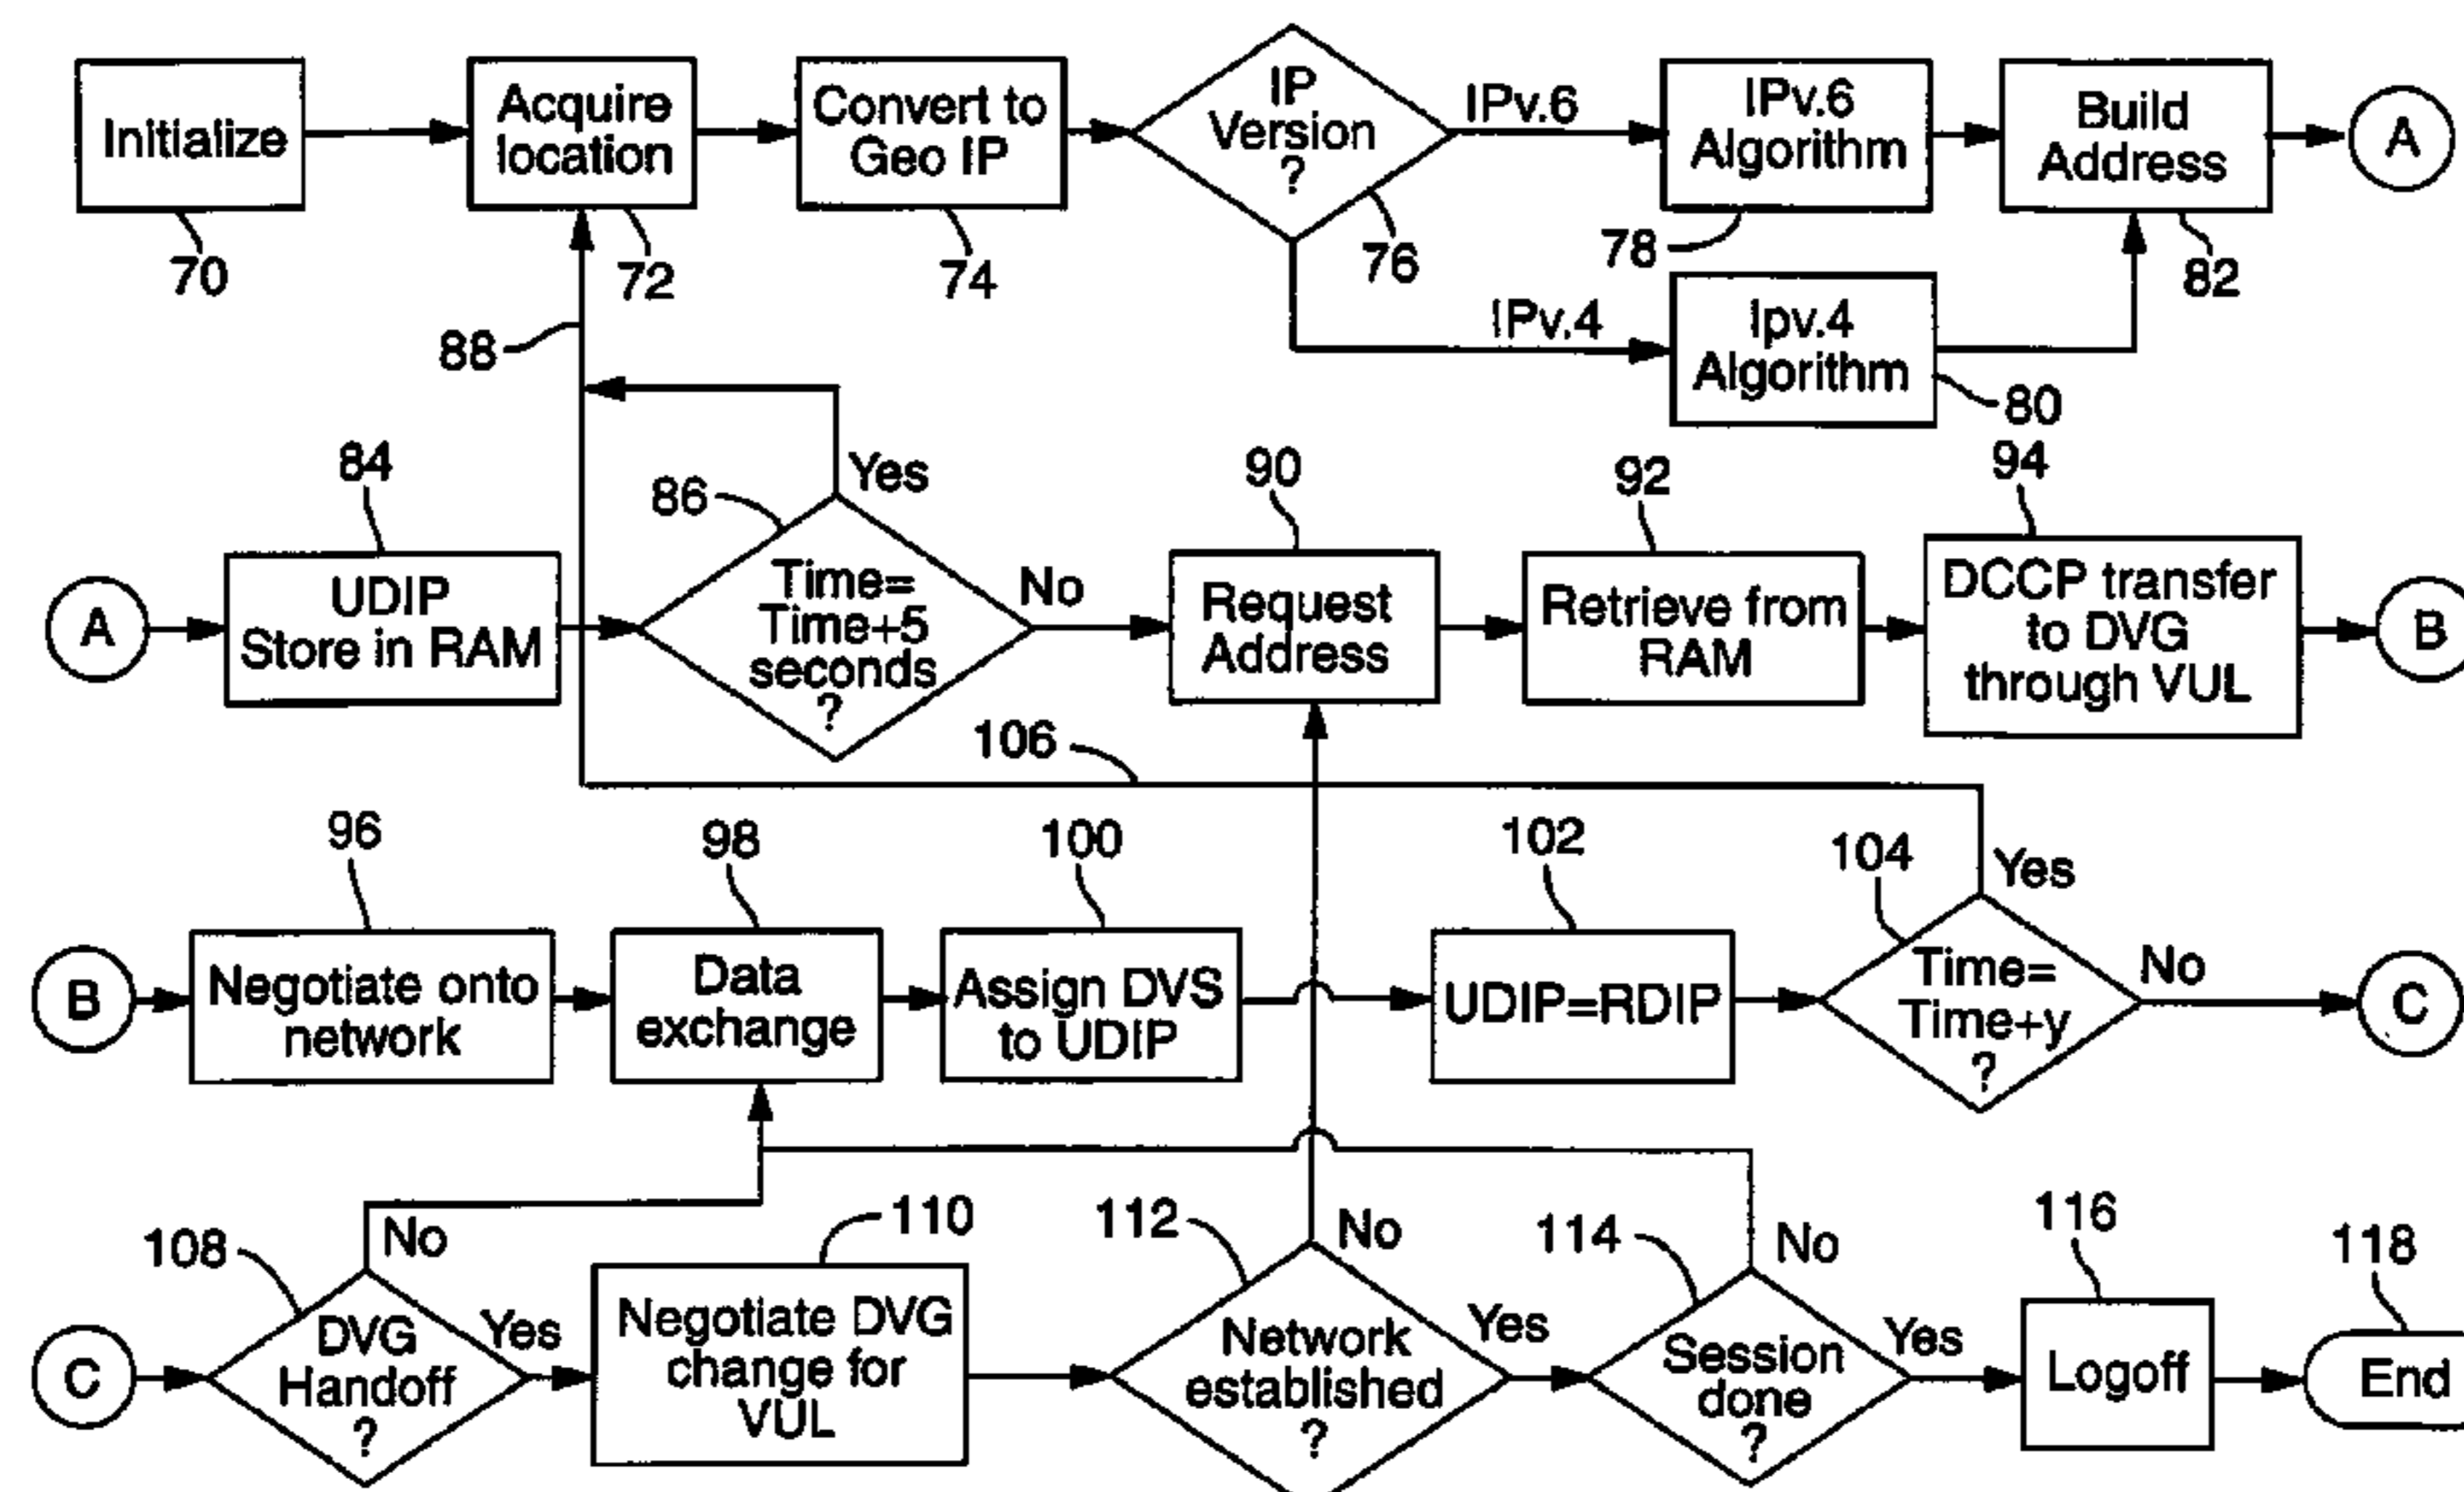 Initialize
70
Acquire
location
72
Convert to
Geo IP
74
IP
Version
?
76
IPv.6
IPv.6
Algorithm
78
Build
Address
82
A
IPv.4
Ipv.4
Algorithm
80
88
A
UDIP
Store in RAM
84
Time=
Time+5
seconds
?
86
Yes
No
Request
Address
90
Retrieve from
RAM
92
DCCP transfer
to DVG
through VUL
94
B
106
B
Negotiate onto
network
96
Data
exchange
98
Assign DVS
to UDIP
100
UDIP=RDIP
102
Time=
Time+y
?
104
Yes
No
C
C
DVG
Handoff
?
108
No
Yes
Negotiate DVG
change for
VUL
110
Network
established
?
112
No
Yes
Session
done
?
114
No
Yes
Logoff
116
End
118